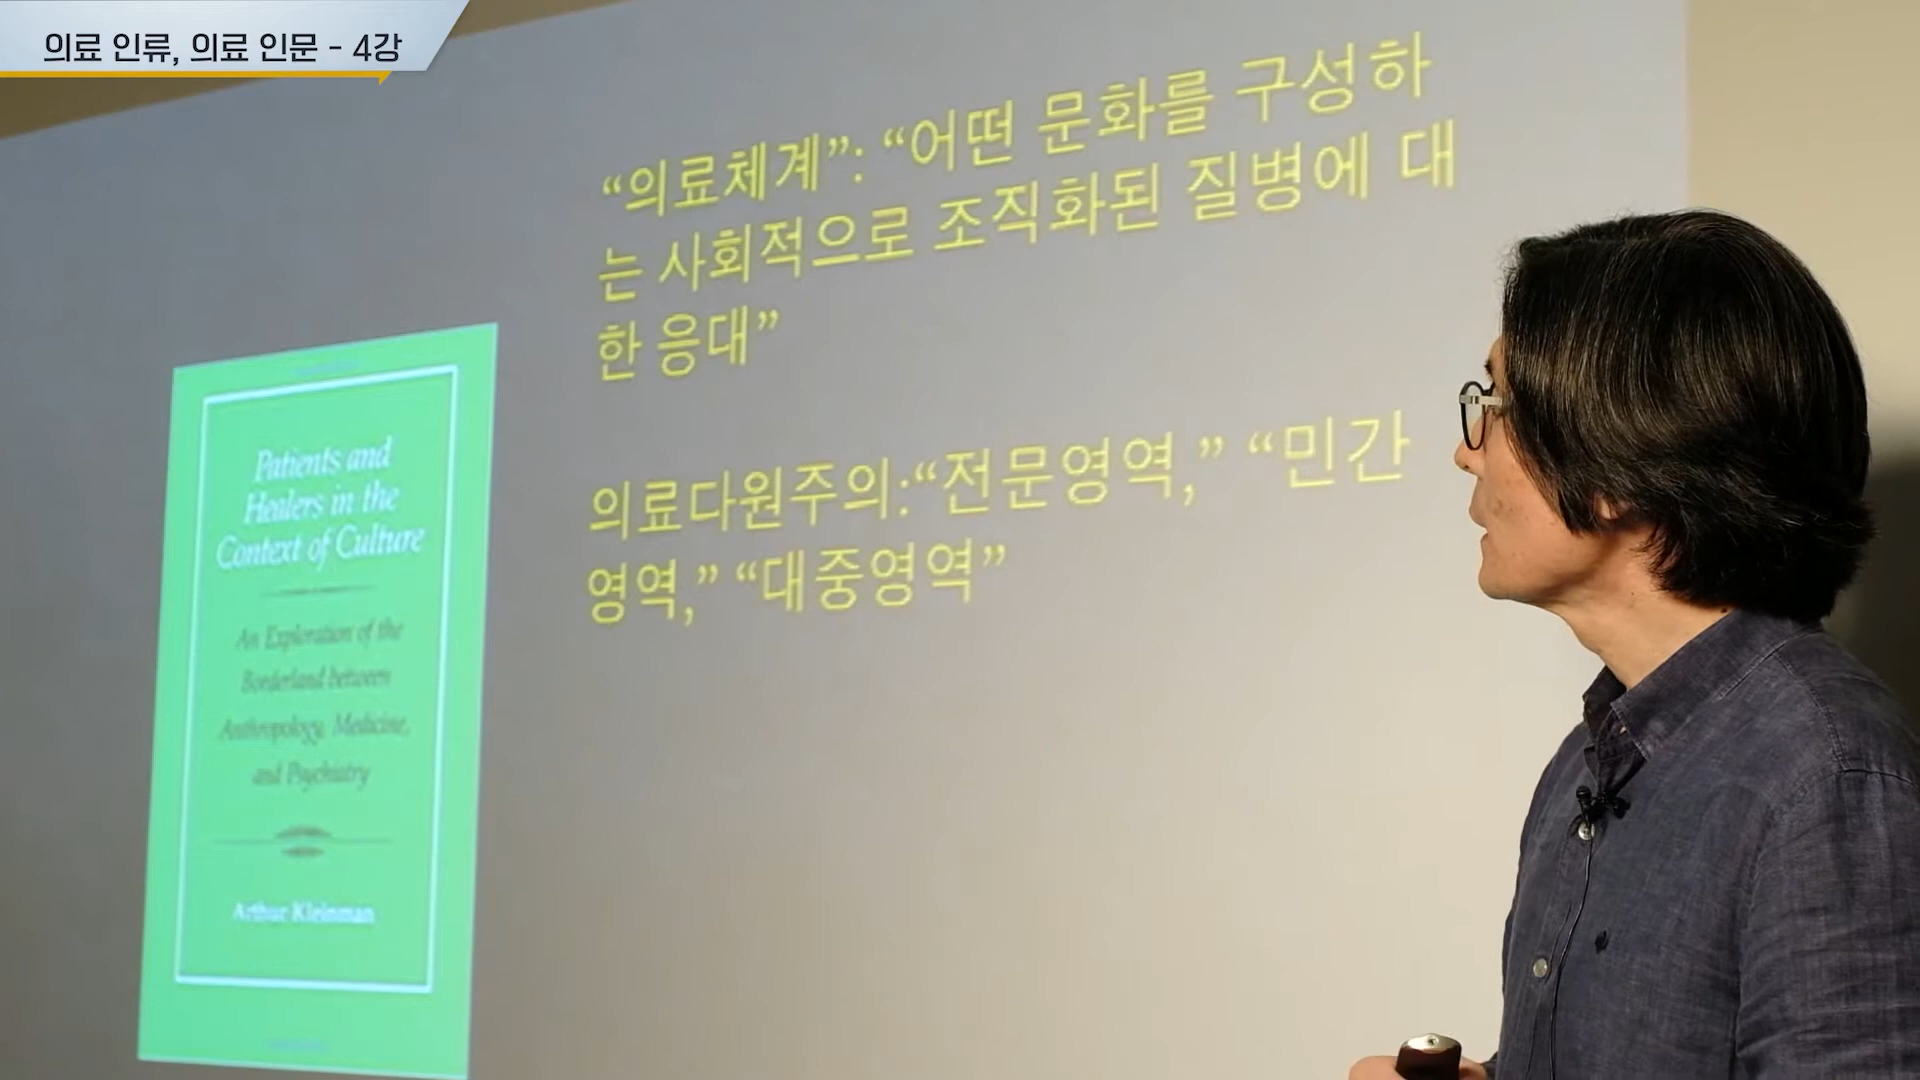 의료 인류, 의료 인문 - 4강
“의료체계”: “어떤 문화를 구성하
는 사회적으로 조직화된 질병에 대
한 응대”
의료다원주의:“전문영역,” “민간
영역,” “대중영역”
Patients and
Healers in the
Context of Culture
An Exploration of the
Borderland between
Anthropology, Medicine,
and Psychiatry
Arthur Kleinman